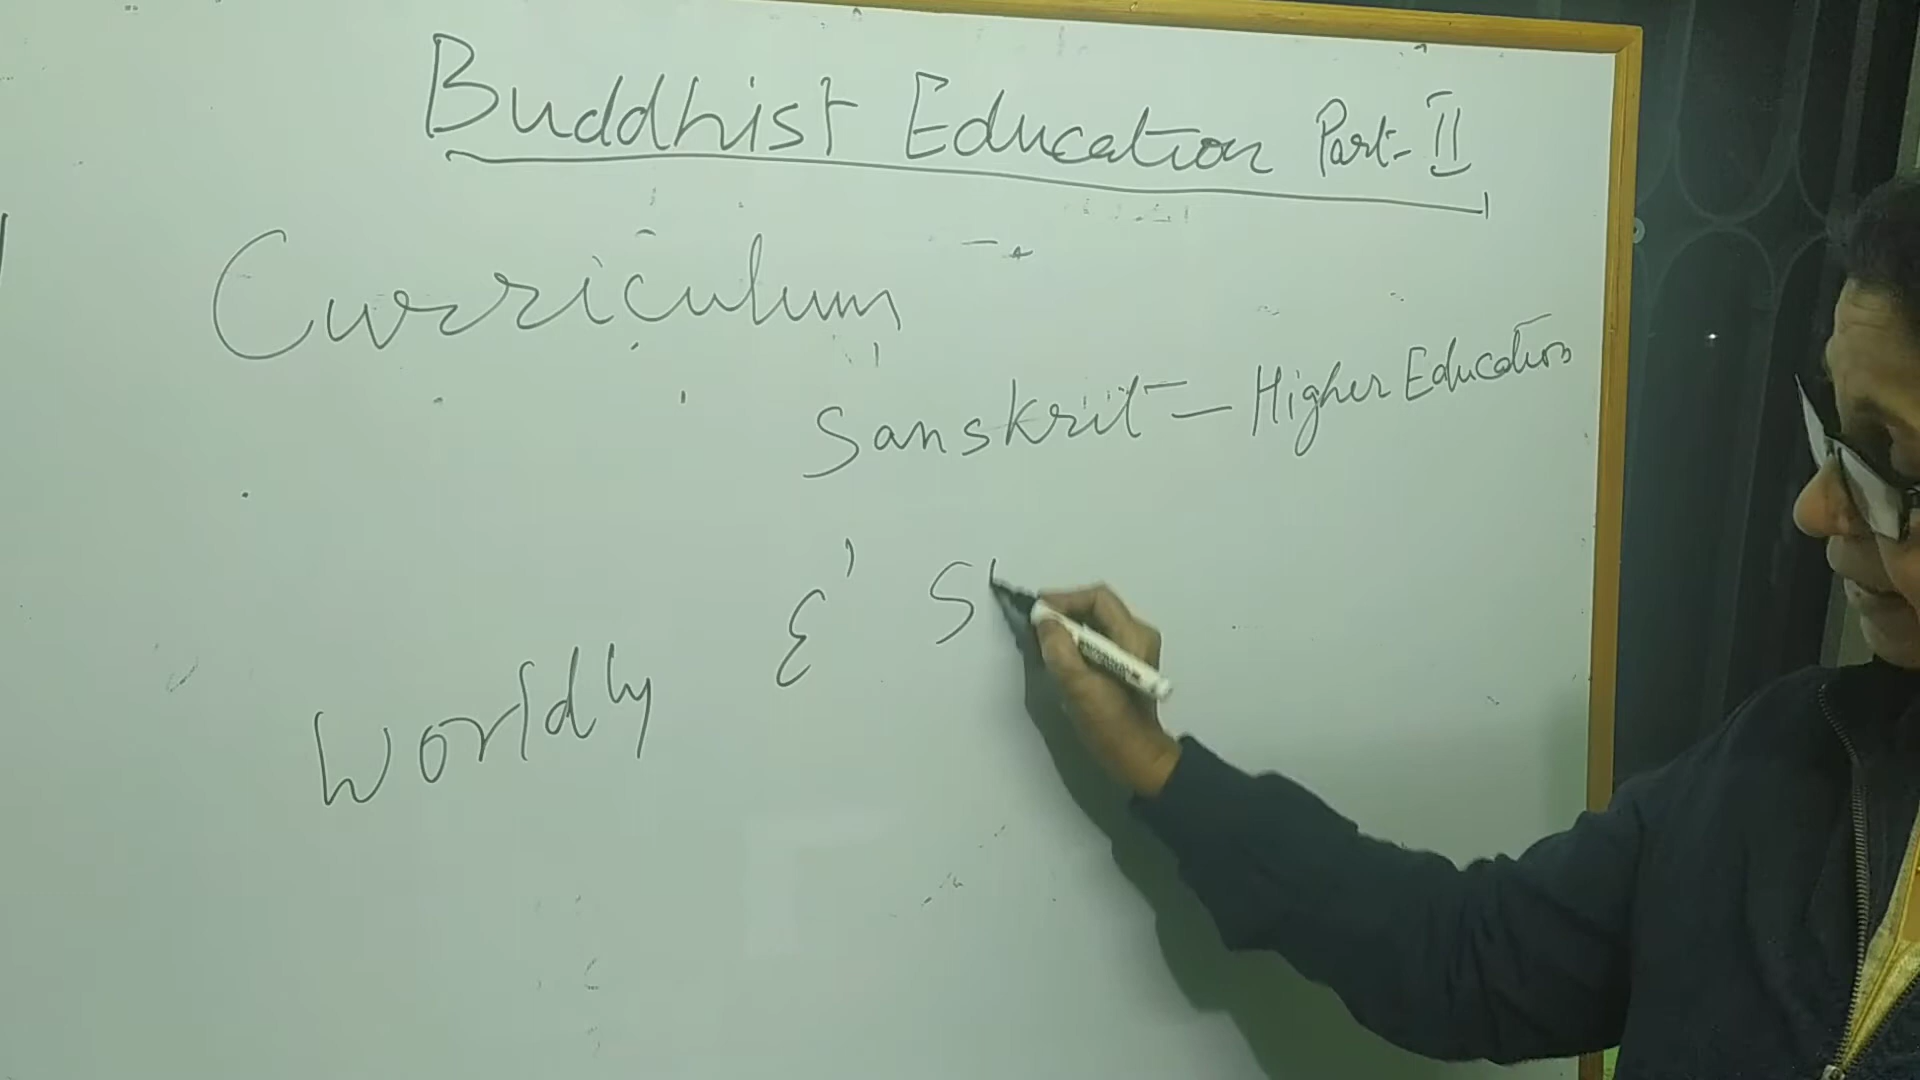 Buddhist Education Part-II
Curriculum
Sanskrit - Higher Education
Worldly & S